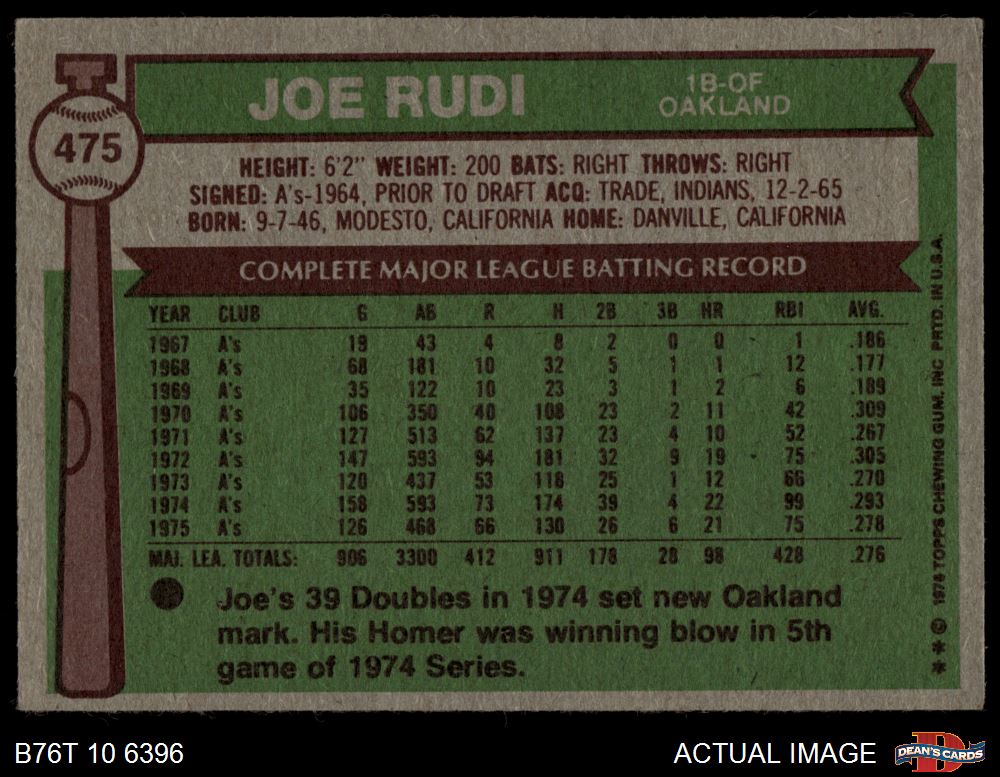 JOE RUDI
1B-OF
OAKLAND
475
HEIGHT: 6'2" WEIGHT: 200 BATS: RIGHT THROWS: RIGHT
SIGNED: A's-1964, PRIOR TO DRAFT ACQ: TRADE, INDIANS, 12-2-65
BORN: 9-7-46, MODESTO, CALIFORNIA HOME: DANVILLE, CALIFORNIA
COMPLETE MAJOR LEAGUE BATTING RECORD
YEAR CLUB G AB R H 2B 3B HR RBI AVG.
1967 A's 19 43 4 8 2 0 0 1 .186
1968 A's 68 181 10 32 5 1 1 12 .177
1969 A's 35 122 10 23 3 1 2 6 .189
1970 A's 106 350 40 108 23 2 11 42 .309
1971 A's 127 513 62 137 23 4 10 52 .267
1972 A's 147 593 94 181 32 9 19 75 .305
1973 A's 120 437 53 118 25 1 12 66 .270
1974 A's 158 593 73 174 39 4 22 99 .293
1975 A's 126 468 66 130 26 6 21 75 .278
MAJ. LEA. TOTALS: 906 3300 412 911 178 28 98 428 .276
Joe's 39 Doubles in 1974 set new Oakland
mark. His Homer was winning blow in 5th
game of 1974 Series.
* * © 1976 TOPPS CHEWING GUM, INC PRTD. IN U.S.A.
B76T 10 6396
ACTUAL IMAGE
D
DEAN'S CARDS